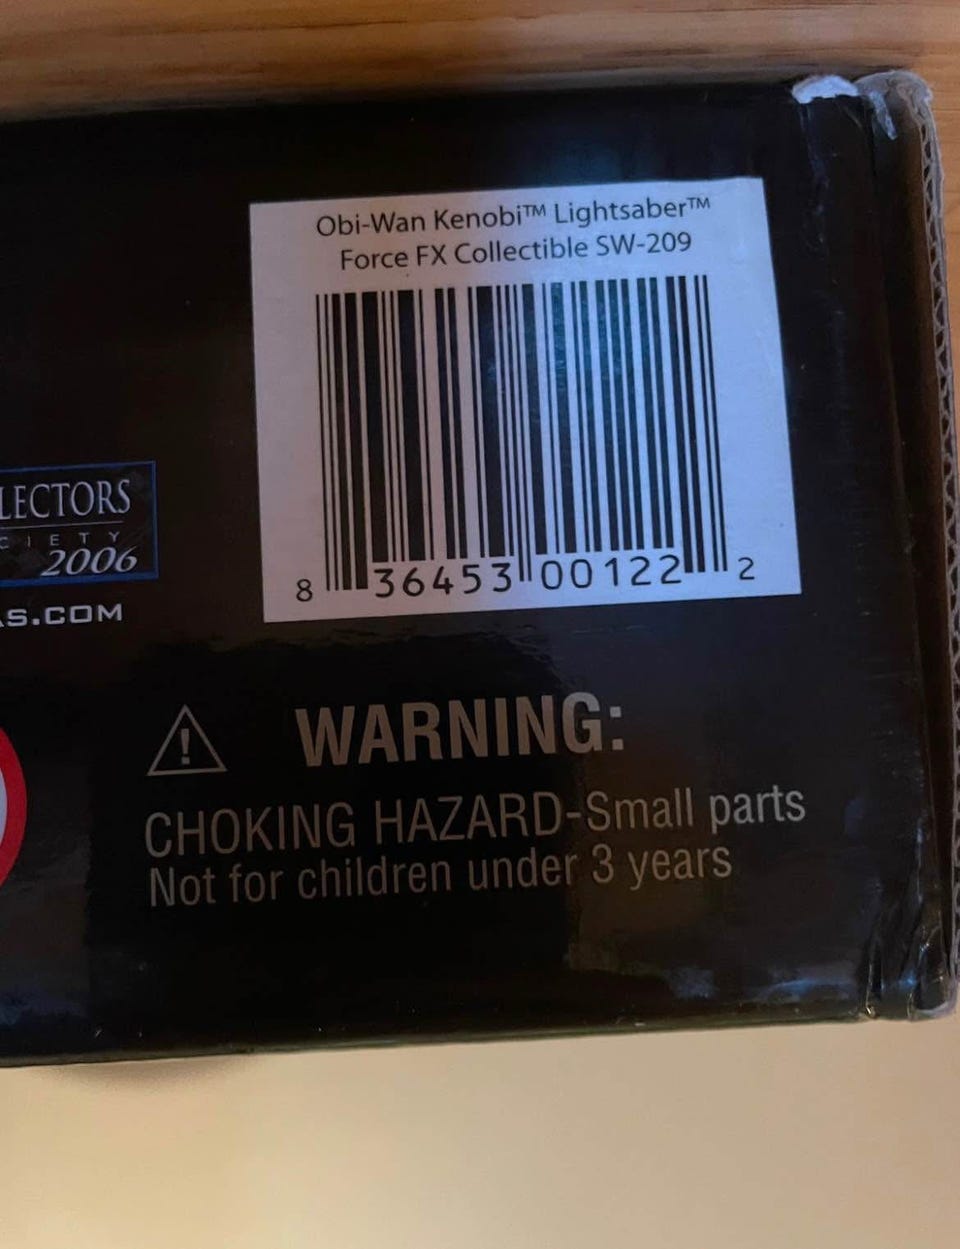 Obi-Wan Kenobi™ Lightsaber™
Force FX Collectible SW-209
8 36453 00122 2
LECTORS
CIETY
2006
S.COM
! WARNING:
CHOKING HAZARD-Small parts
Not for children under 3 years